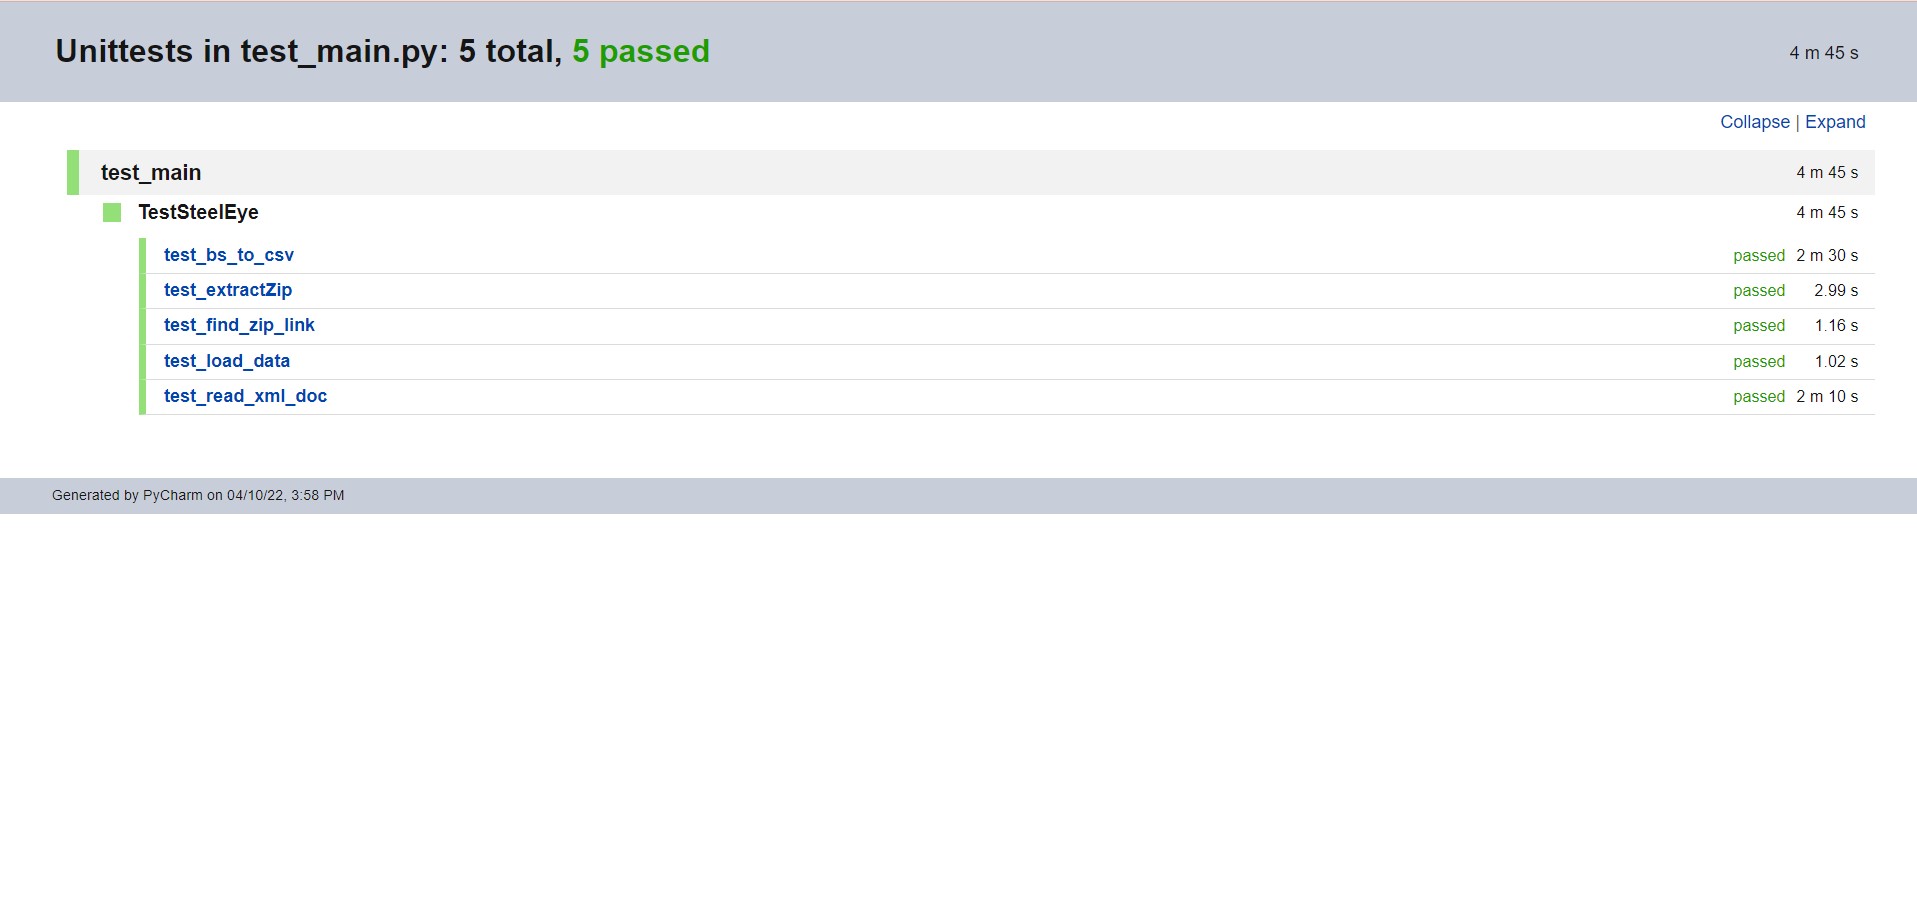 Unittests in test_main.py: 5 total, 5 passed 4 m 45 s
Collapse | Expand
test_main 4 m 45 s
TestSteelEye 4 m 45 s
test_bs_to_csv passed 2 m 30 s
test_extractZip passed 2.99 s
test_find_zip_link passed 1.16 s
test_load_data passed 1.02 s
test_read_xml_doc passed 2 m 10 s
Generated by PyCharm on 04/10/22, 3:58 PM